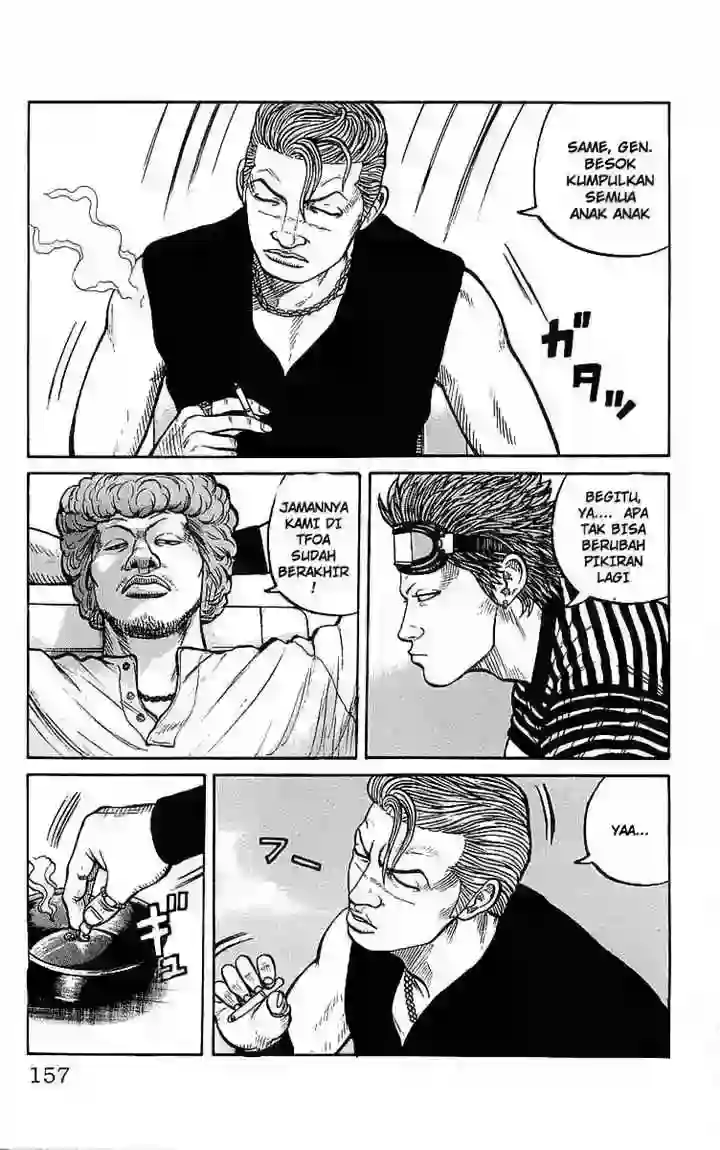 SAME, GEN.
BESOK
KUMPULKAN
SEMUA
ANAK ANAK
ガ
タッ
BEGITU,
YA.... APA
TAK BISA
BERUBAH
PIKIRAN
LAGI
JAMANNYA
KAMI DI
TFOA
SUDAH
BERAKHIR
!
YAA...
フー
ギュ
157